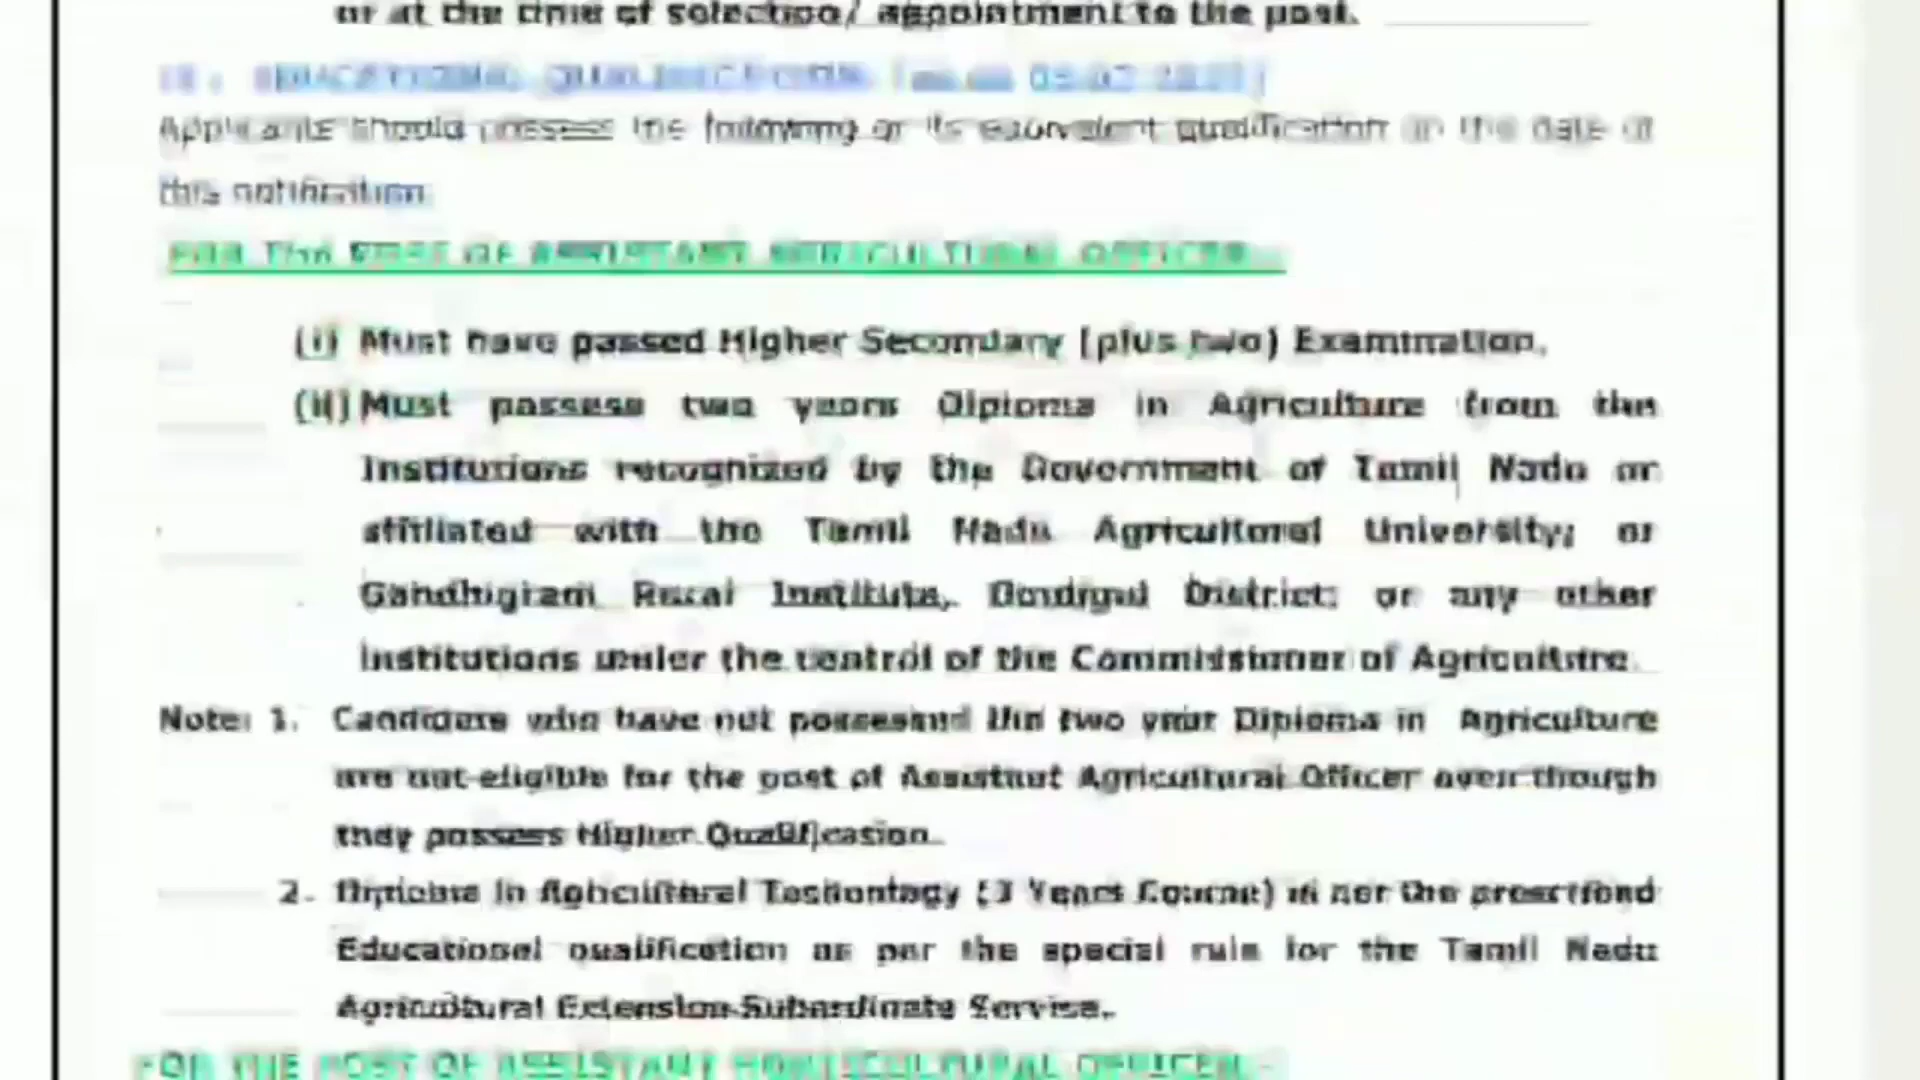 or at the time of selection/ appointment to the post.
EDUCATIONAL QUALIFICATION (as on
Applicants should possess the following or its equivalent qualification on the date of
this notification
FOR THE POST OF ASSISTANT AGRICULTURAL OFFICER
(i) Must have passed Higher Secondary (plus two) Examination.
(ii) Must possess two years Diploma in Agriculture from the
Institutions recognized by the Government of Tamil Nadu or
affiliated with the Tamil Nadu Agricultural University; or
Gandhigram Rural Institute, Dindigul District; or any other
institutions under the control of the Commissioner of Agriculture.
Note: 1. Candidate who have not possessed the two year Diploma in Agriculture
are not eligible for the post of Assistant Agricultural Officer even though
they possess Higher Qualification.
2. Diploma in Agricultural Technology (3 Years Course) is not the prescribed
Educational qualification as per the special rule for the Tamil Nadu
Agricultural Extension Subordinate Service.
FOR THE POST OF ASSISTANT HORTICULTURAL OFFICER:-